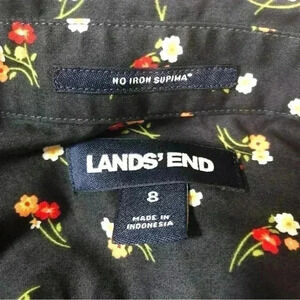 NO IRON SUPIMA®
LANDS' END
8
MADE IN
INDONESIA